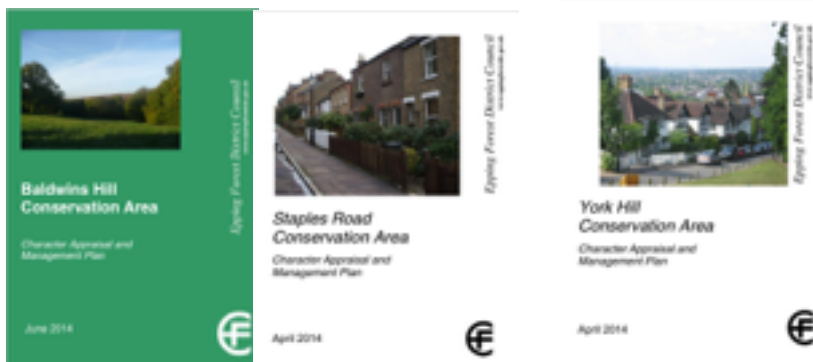 Epping Forest District Council
Baldwins Hill
Conservation Area
Character Appraisal and
Management Plan
June 2014
Epping Forest District Council
Staples Road
Conservation Area
Character Appraisal and
Management Plan
April 2014
Epping Forest District Council
York Hill
Conservation Area
Character Appraisal and
Management Plan
April 2014